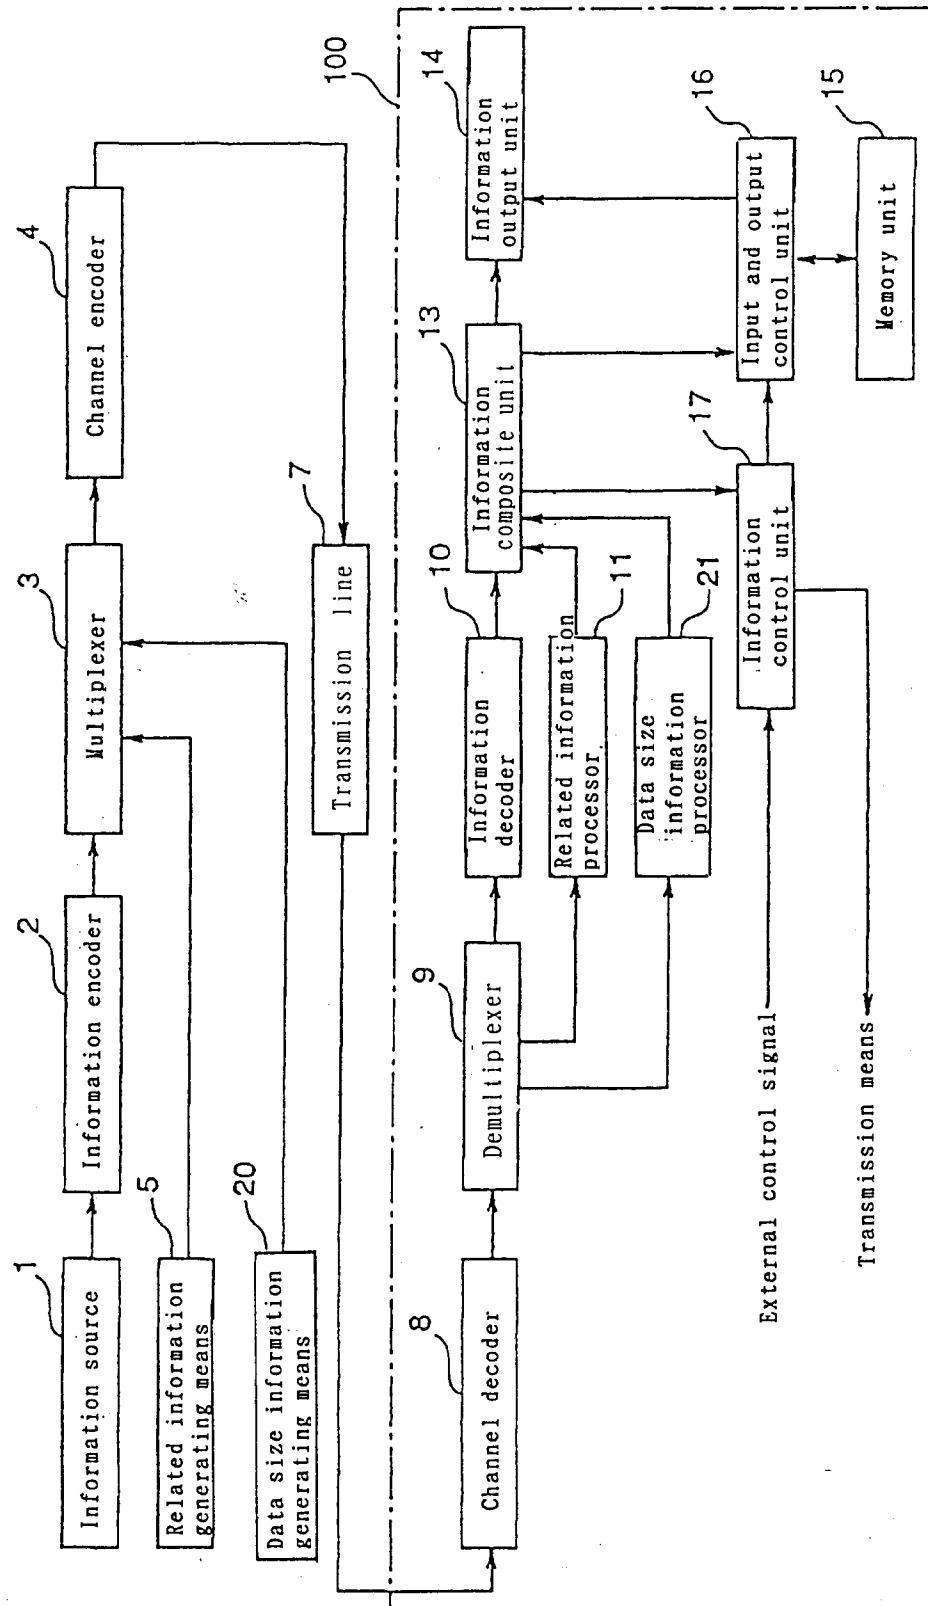 1
Information source
2
Information encoder
3
Multiplexer
4
Channel encoder
5
Related information
generating means
20
Data size information
generating means
7
Transmission line
100
8
Channel decoder
9
Demultiplexer
10
Information
decoder
13
Information
composite unit
14
Information
output unit
11
Related information
processor.
21
Data size
information
processor
17
Information
control unit
16
Input and output
control unit
15
Memory unit
External control signal
Transmission means